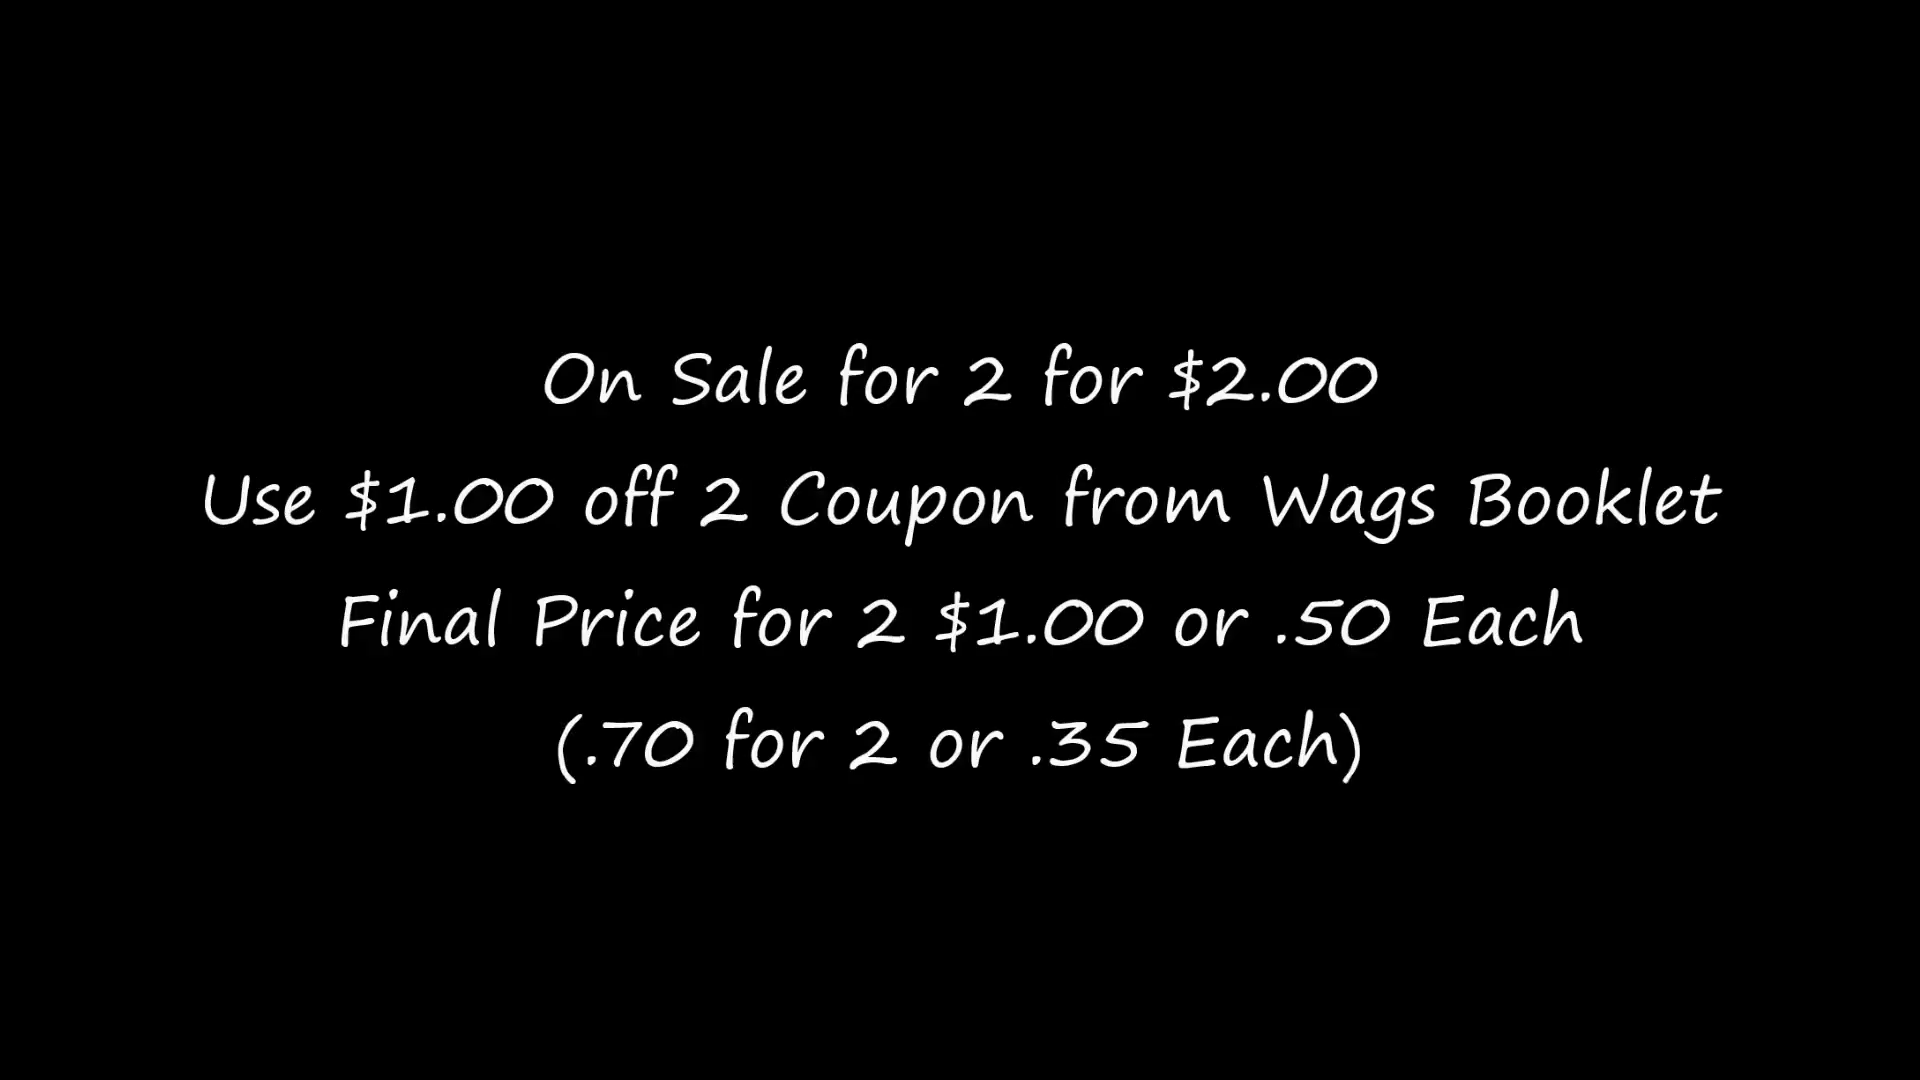 On Sale for 2 for $2.00
Use $1.00 off 2 Coupon from Wags Booklet
Final Price for 2 $1.00 or .50 Each
(.70 for 2 or .35 Each)